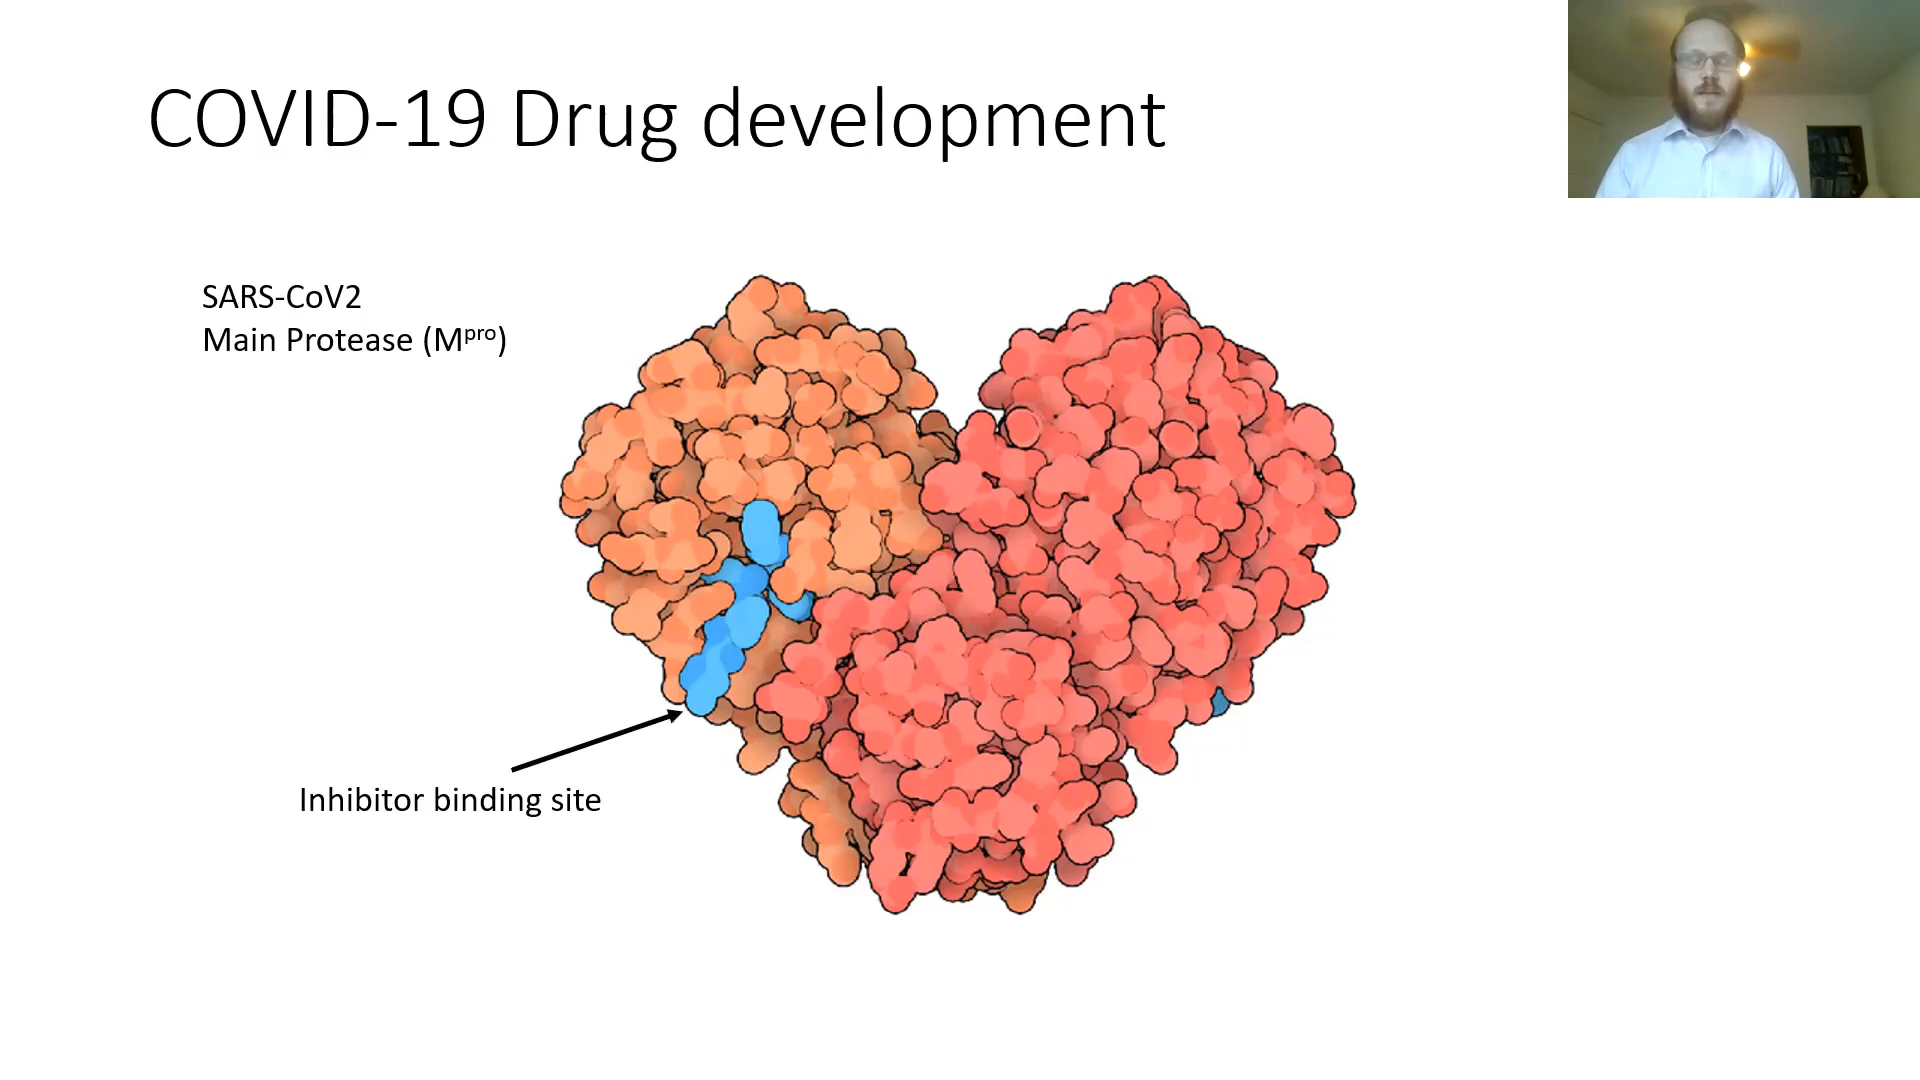 COVID-19 Drug development
SARS-CoV2
Main Protease (Mᵖʳᵒ)
Inhibitor binding site